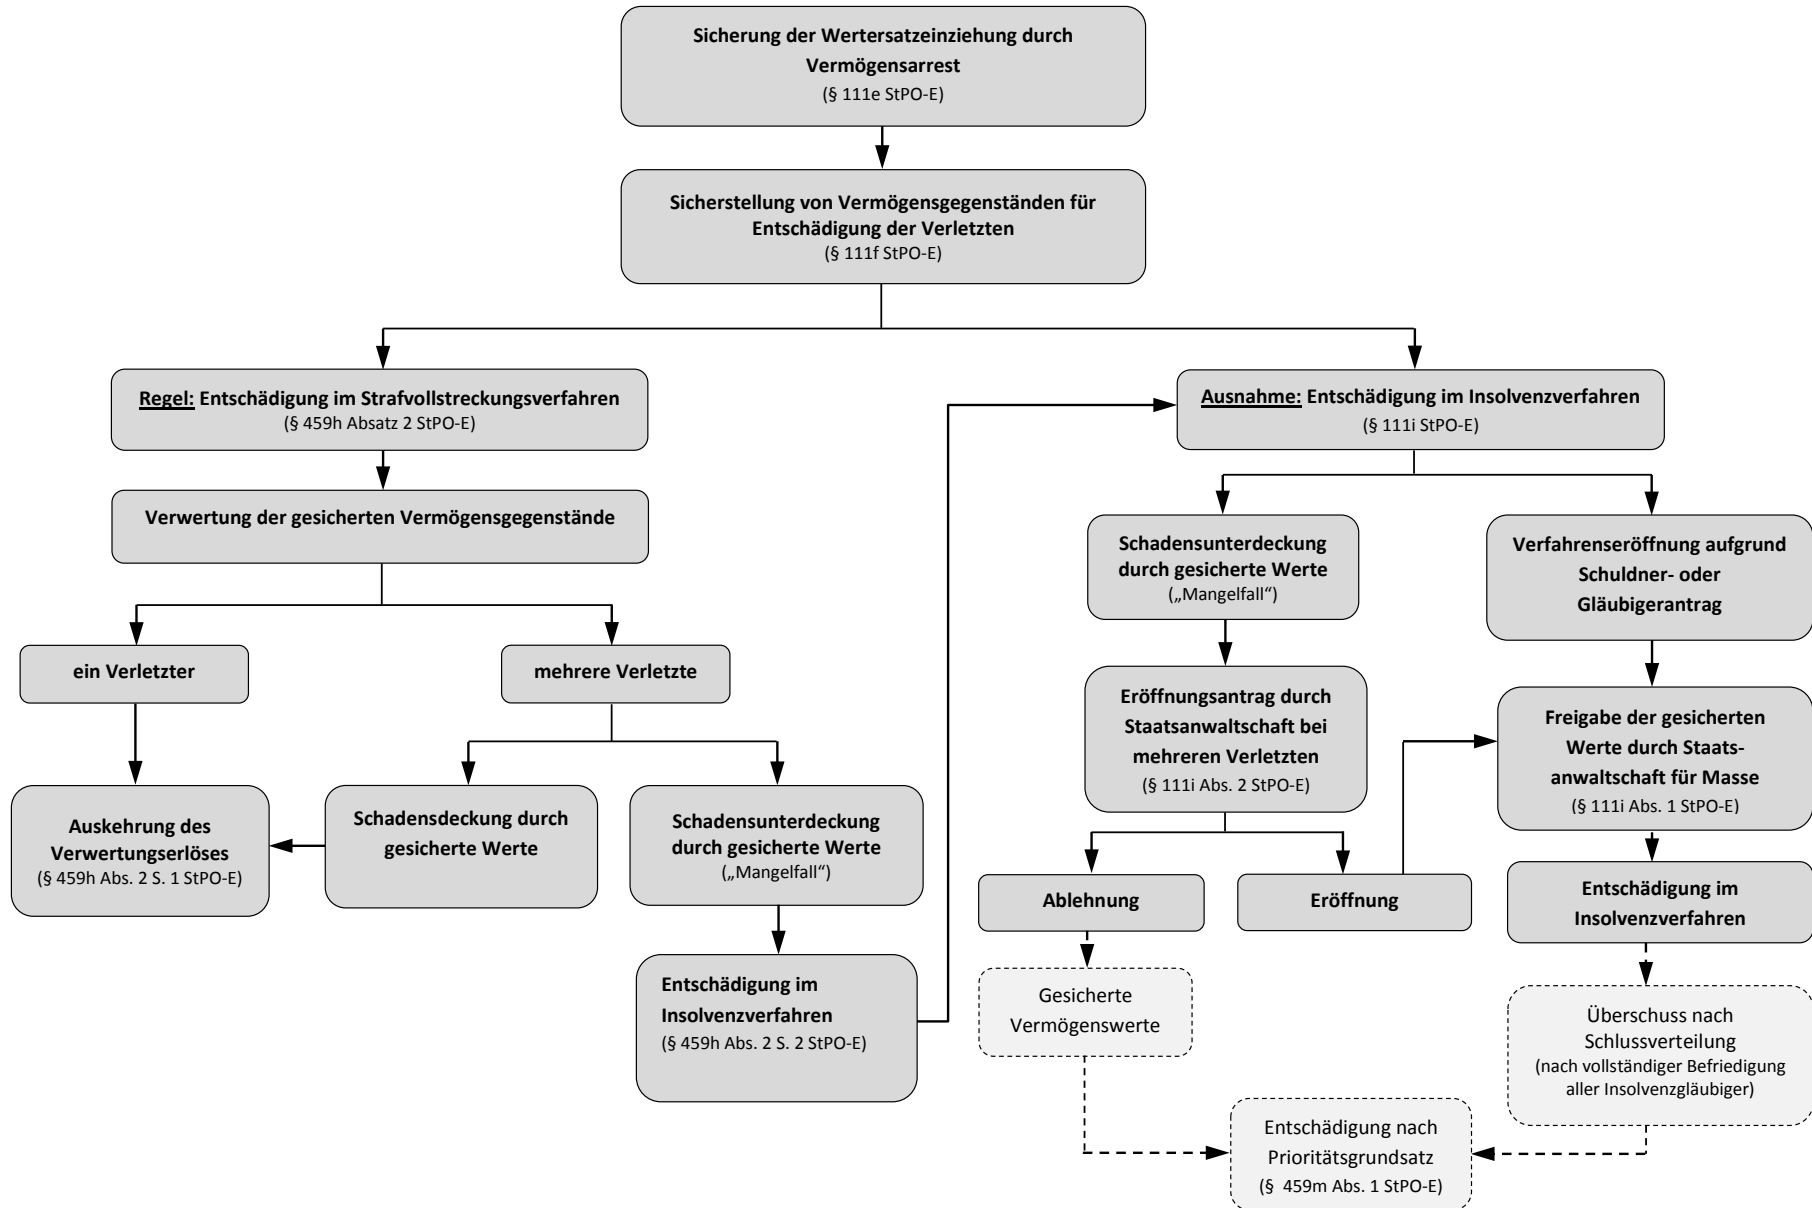 Sicherung der Wertersatzeinziehung durch
Vermögensarrest
(§ 111e StPO-E)
Sicherstellung von Vermögensgegenständen für
Entschädigung der Verletzten
(§ 111f StPO-E)
Regel: Entschädigung im Strafvollstreckungsverfahren
(§ 459h Absatz 2 StPO-E)
Verwertung der gesicherten Vermögensgegenstände
ein Verletzter
mehrere Verletzte
Auskehrung des
Verwertungserlöses
(§ 459h Abs. 2 S. 1 StPO-E)
Schadensdeckung durch
gesicherte Werte
Schadensunterdeckung
durch gesicherte Werte
(„Mangelfall“)
Entschädigung im
Insolvenzverfahren
(§ 459h Abs. 2 S. 2 StPO-E)
Ausnahme: Entschädigung im Insolvenzverfahren
(§ 111i StPO-E)
Schadensunterdeckung
durch gesicherte Werte
(„Mangelfall“)
Eröffnungsantrag durch
Staatsanwaltschaft bei
mehreren Verletzten
(§ 111i Abs. 2 StPO-E)
Ablehnung
Eröffnung
Gesicherte
Vermögenswerte
Verfahrenseröffnung aufgrund
Schuldner- oder
Gläubigerantrag
Freigabe der gesicherten
Werte durch Staats-
anwaltschaft für Masse
(§ 111i Abs. 1 StPO-E)
Entschädigung im
Insolvenzverfahren
Überschuss nach
Schlussverteilung
(nach vollständiger Befriedigung
aller Insolvenzgläubiger)
Entschädigung nach
Prioritätsgrundsatz
(§ 459m Abs. 1 StPO-E)